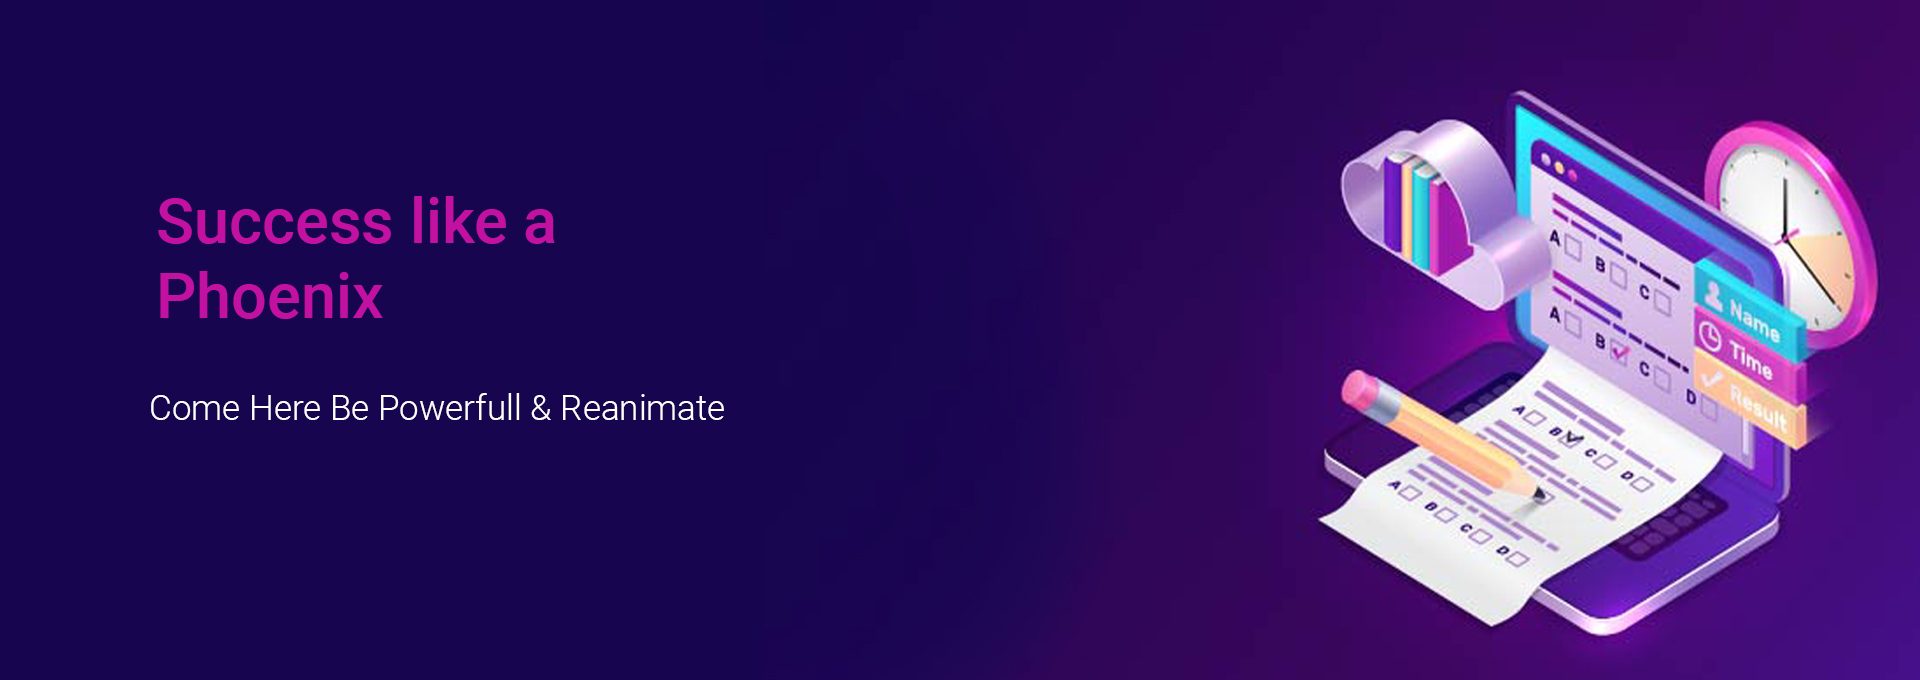 Success like a
Phoenix
Come Here Be Powerfull & Reanimate
A
B
C
A
B
C
D
Name
Time
Result
A
B
C
D
A
B
C
D